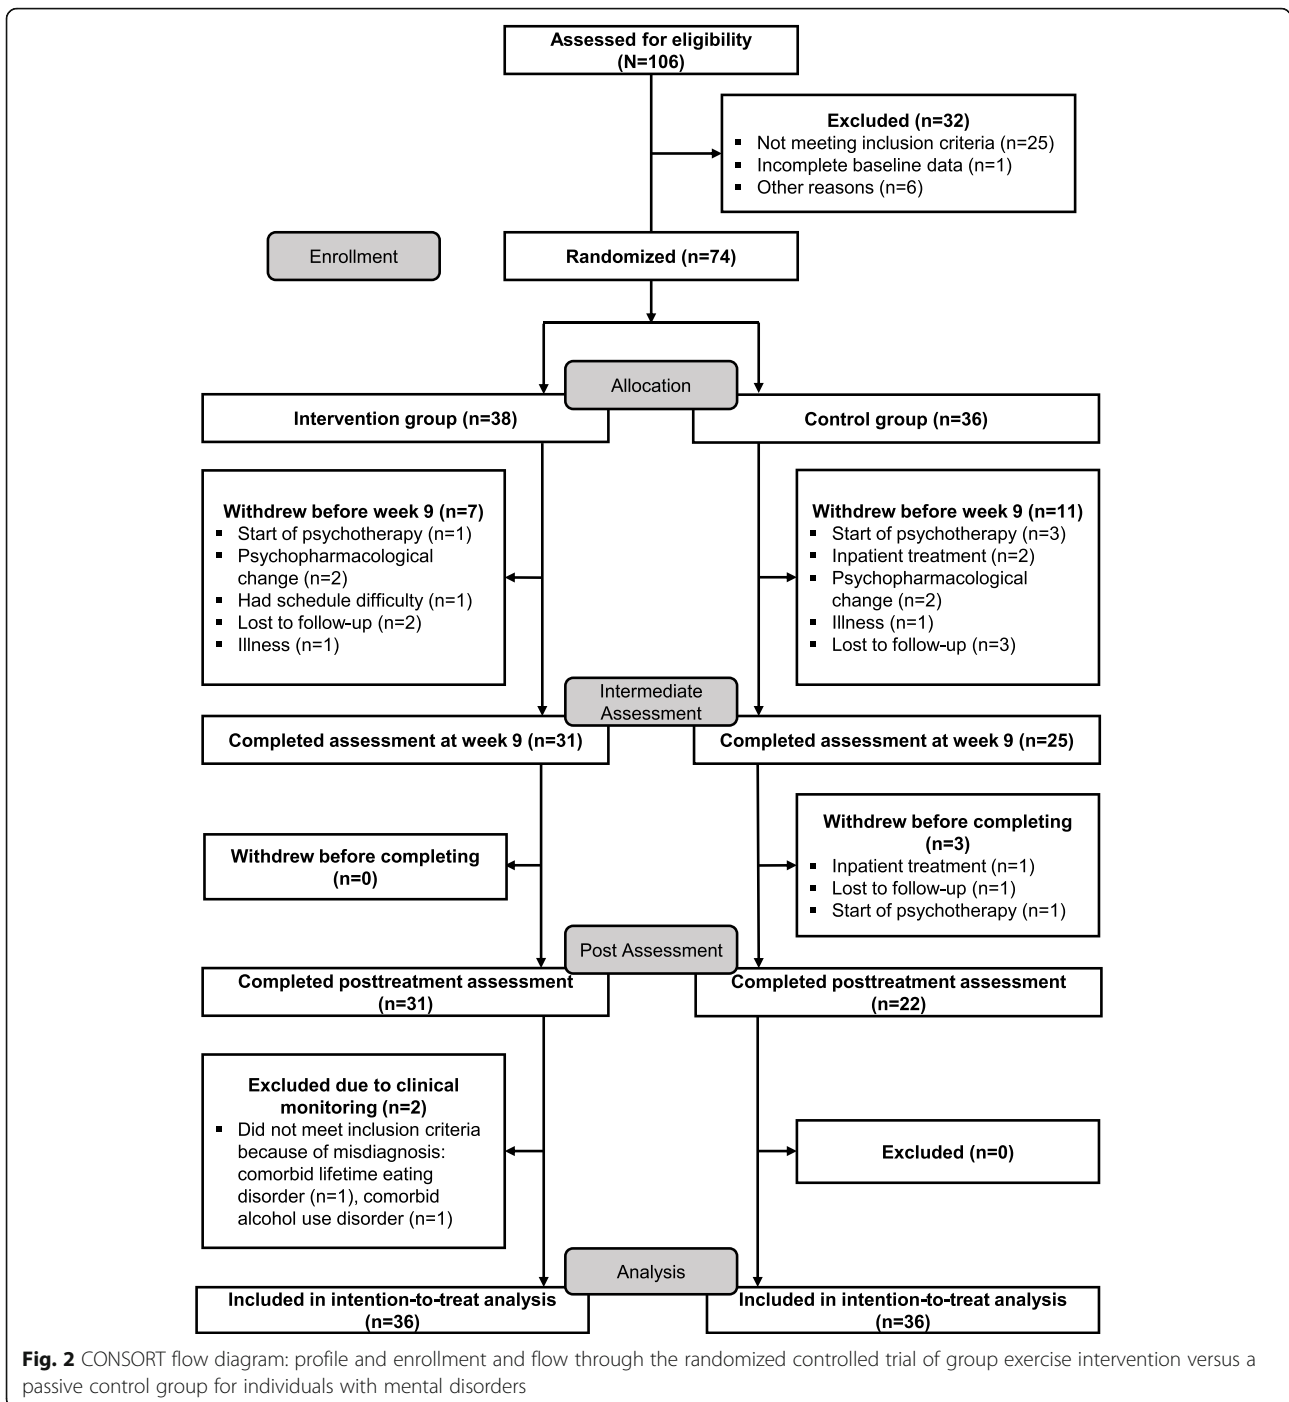 Assessed for eligibility
(N=106)
Excluded (n=32)
▪ Not meeting inclusion criteria (n=25)
▪ Incomplete baseline data (n=1)
▪ Other reasons (n=6)
Enrollment
Randomized (n=74)
Allocation
Intervention group (n=38)
Control group (n=36)
Withdrew before week 9 (n=7)
▪ Start of psychotherapy (n=1)
▪ Psychopharmacological
change (n=2)
▪ Had schedule difficulty (n=1)
▪ Lost to follow-up (n=2)
▪ Illness (n=1)
Withdrew before week 9 (n=11)
▪ Start of psychotherapy (n=3)
▪ Inpatient treatment (n=2)
▪ Psychopharmacological
change (n=2)
▪ Illness (n=1)
▪ Lost to follow-up (n=3)
Intermediate
Assessment
Completed assessment at week 9 (n=31)
Completed assessment at week 9 (n=25)
Withdrew before completing
(n=0)
Withdrew before completing
(n=3)
▪ Inpatient treatment (n=1)
▪ Lost to follow-up (n=1)
▪ Start of psychotherapy (n=1)
Post Assessment
Completed posttreatment assessment
(n=31)
Completed posttreatment assessment
(n=22)
Excluded due to clinical
monitoring (n=2)
▪ Did not meet inclusion criteria
because of misdiagnosis:
comorbid lifetime eating
disorder (n=1), comorbid
alcohol use disorder (n=1)
Excluded (n=0)
Analysis
Included in intention-to-treat analysis
(n=36)
Included in intention-to-treat analysis
(n=36)
Fig. 2 CONSORT flow diagram: profile and enrollment and flow through the randomized controlled trial of group exercise intervention versus a
passive control group for individuals with mental disorders